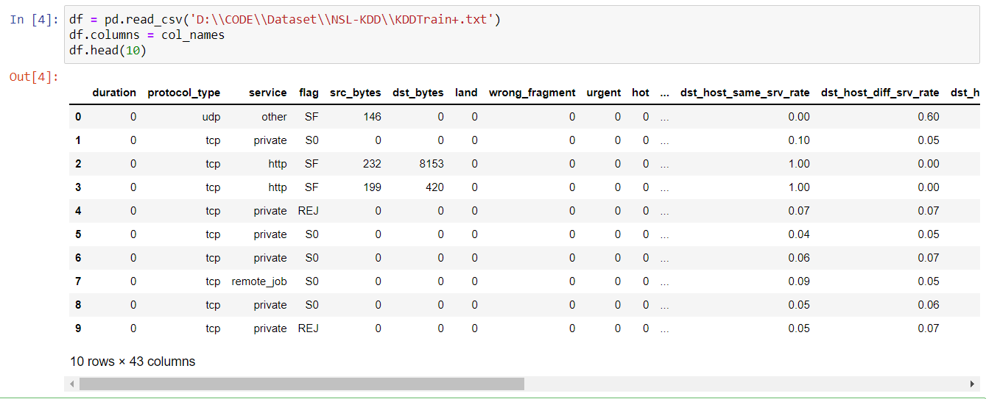 In [4]: df = pd.read_csv('D:\\CODE\\Dataset\\NSL-KDD\\KDDTrain+.txt')
df.columns = col_names
df.head(10)
Out[4]:
duration protocol_type service flag src_bytes dst_bytes land wrong_fragment urgent hot ... dst_host_same_srv_rate dst_host_diff_srv_rate dst_h
0 0 udp other SF 146 0 0 0 0 0 ... 0.00 0.60
1 0 tcp private S0 0 0 0 0 0 0 ... 0.10 0.05
2 0 tcp http SF 232 8153 0 0 0 0 ... 1.00 0.00
3 0 tcp http SF 199 420 0 0 0 0 ... 1.00 0.00
4 0 tcp private REJ 0 0 0 0 0 0 ... 0.07 0.07
5 0 tcp private S0 0 0 0 0 0 0 ... 0.04 0.05
6 0 tcp private S0 0 0 0 0 0 0 ... 0.06 0.07
7 0 tcp remote_job S0 0 0 0 0 0 0 ... 0.09 0.05
8 0 tcp private S0 0 0 0 0 0 0 ... 0.05 0.06
9 0 tcp private REJ 0 0 0 0 0 0 ... 0.05 0.07
10 rows × 43 columns